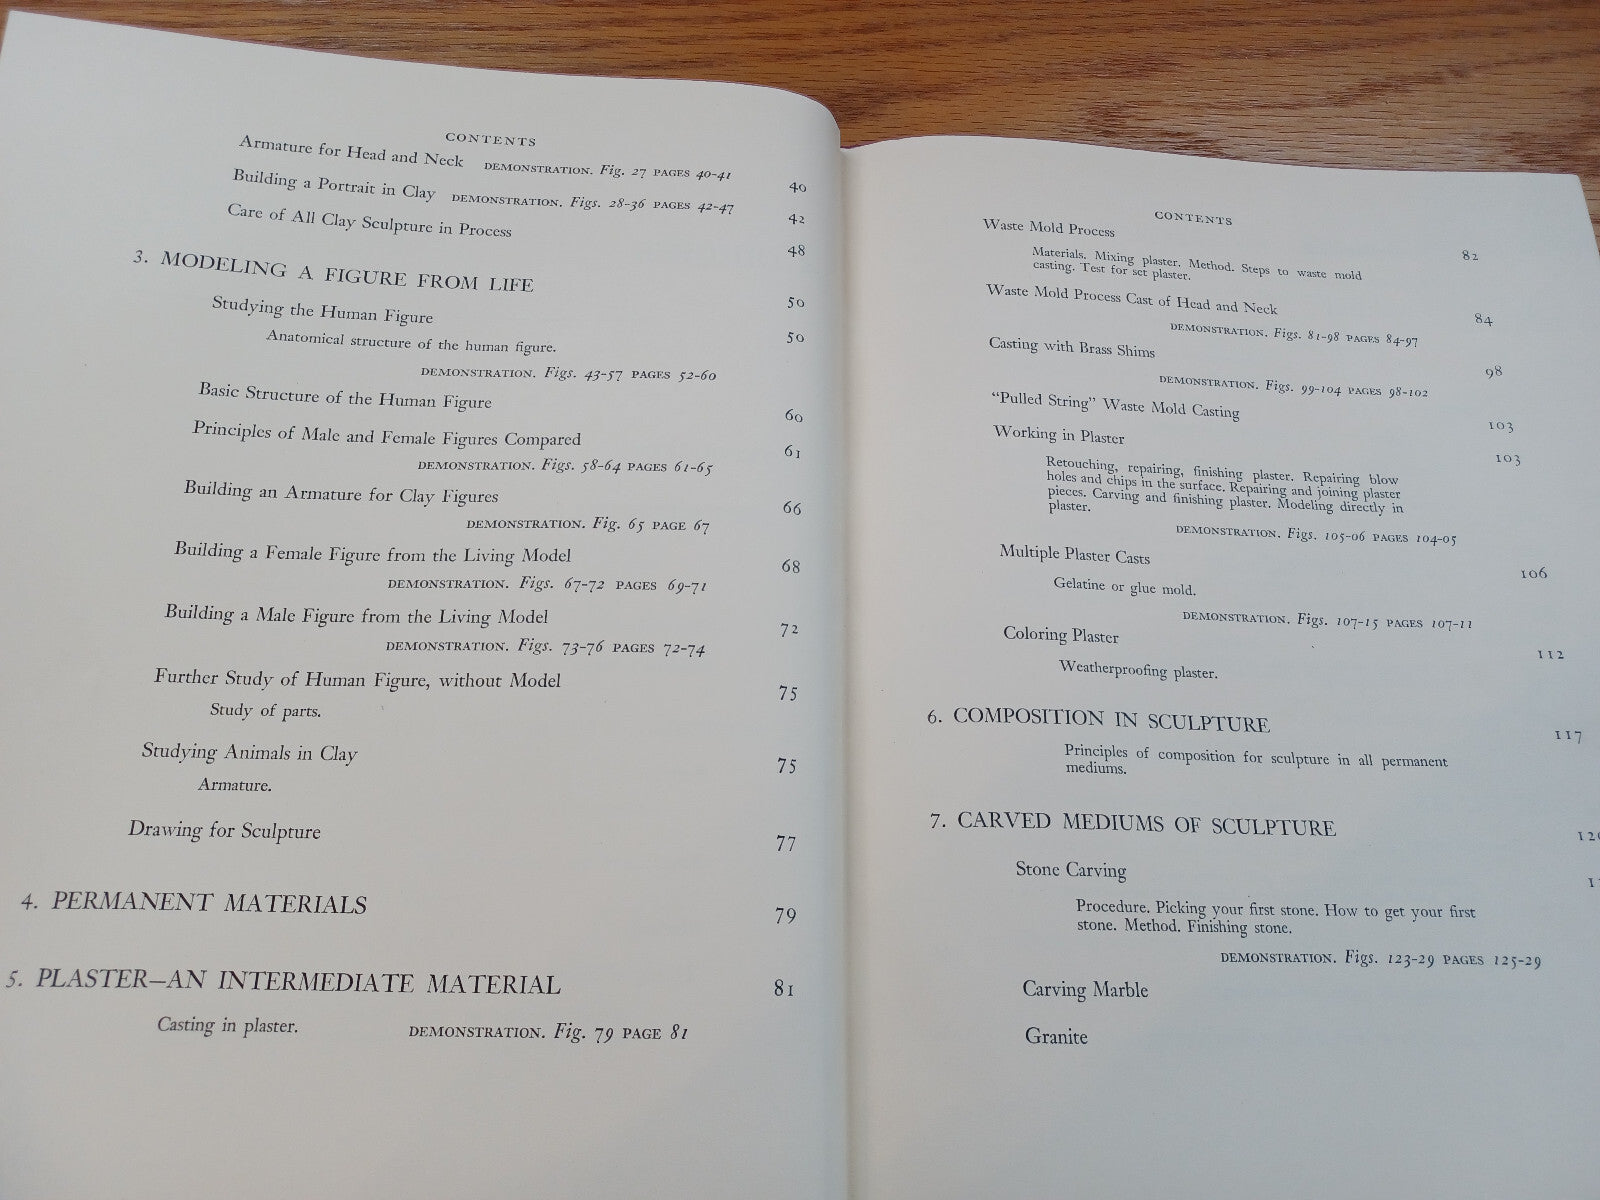 CONTENTS
Armature for Head and Neck DEMONSTRATION. Fig. 27 PAGES 40-41 40
Building a Portrait in Clay DEMONSTRATION. Figs. 28-36 PAGES 42-47 42
Care of All Clay Sculpture in Process 48
3. MODELING A FIGURE FROM LIFE 50
Studying the Human Figure 50
Anatomical structure of the human figure.
DEMONSTRATION. Figs. 43-57 PAGES 52-60
Basic Structure of the Human Figure 60
Principles of Male and Female Figures Compared 61
DEMONSTRATION. Figs. 58-64 PAGES 61-65
Building an Armature for Clay Figures 66
DEMONSTRATION. Fig. 65 PAGE 67
Building a Female Figure from the Living Model 68
DEMONSTRATION. Figs. 67-72 PAGES 69-71
Building a Male Figure from the Living Model 72
DEMONSTRATION. Figs. 73-76 PAGES 72-74
Further Study of Human Figure, without Model 75
Study of parts.
Studying Animals in Clay 75
Armature.
Drawing for Sculpture 77
4. PERMANENT MATERIALS 79
5. PLASTER—AN INTERMEDIATE MATERIAL 81
Casting in plaster. DEMONSTRATION. Fig. 79 PAGE 81
CONTENTS
Waste Mold Process 82
Materials. Mixing plaster. Method. Steps to waste mold
casting. Test for set plaster.
Waste Mold Process Cast of Head and Neck 84
DEMONSTRATION. Figs. 81-98 PAGES 84-97
Casting with Brass Shims 98
DEMONSTRATION. Figs. 99-104 PAGES 98-102
"Pulled String" Waste Mold Casting 103
Working in Plaster 103
Retouching, repairing, finishing plaster. Repairing blow
holes and chips in the surface. Repairing and joining plaster
pieces. Carving and finishing plaster. Modeling directly in
plaster.
DEMONSTRATION. Figs. 105-06 PAGES 104-05
Multiple Plaster Casts 106
Gelatine or glue mold.
DEMONSTRATION. Figs. 107-15 PAGES 107-11
Coloring Plaster 112
Weatherproofing plaster.
6. COMPOSITION IN SCULPTURE 117
Principles of composition for sculpture in all permanent
mediums.
7. CARVED MEDIUMS OF SCULPTURE
Stone Carving
Procedure. Picking your first stone. How to get your first
stone. Method. Finishing stone.
DEMONSTRATION. Figs. 123-29 PAGES 125-29
Carving Marble
Granite